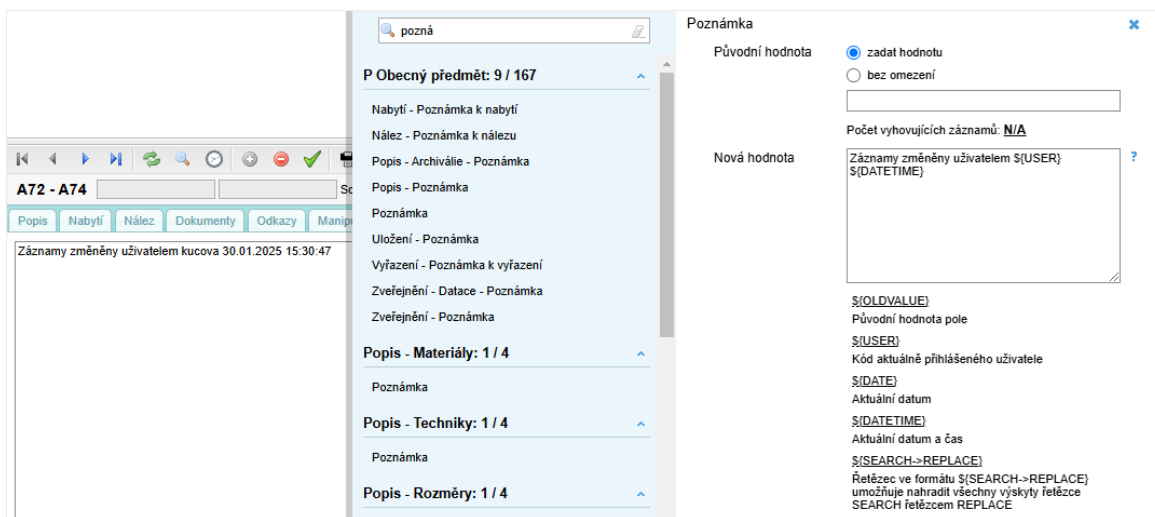 pozná
P Obecný předmět: 9 / 167
Nabytí - Poznámka k nabytí
Nález - Poznámka k nálezu
Popis - Archiválie - Poznámka
Popis - Poznámka
Poznámka
Uložení - Poznámka
Vyřazení - Poznámka k vyřazení
Zveřejnění - Datace - Poznámka
Zveřejnění - Poznámka
Popis - Materiály: 1 / 4
Poznámka
Popis - Techniky: 1 / 4
Poznámka
Popis - Rozměry: 1 / 4
A72 - A74
Popis Nabytí Nález Dokumenty Odkazy
Záznamy změněny uživatelem kucova 30.01.2025 15:30:47
Poznámka
Původní hodnota
zadat hodnotu
bez omezení
Počet vyhovujících záznamů: N/A
Nová hodnota
Záznamy změněny uživatelem ${USER}
${DATETIME}
?
${OLDVALUE}
Původní hodnota pole
${USER}
Kód aktuálně přihlášeného uživatele
${DATE}
Aktuální datum
${DATETIME}
Aktuální datum a čas
${SEARCH->REPLACE}
Řetězec ve formátu ${SEARCH->REPLACE}
umožňuje nahradit všechny výskyty řetězce
SEARCH řetězcem REPLACE